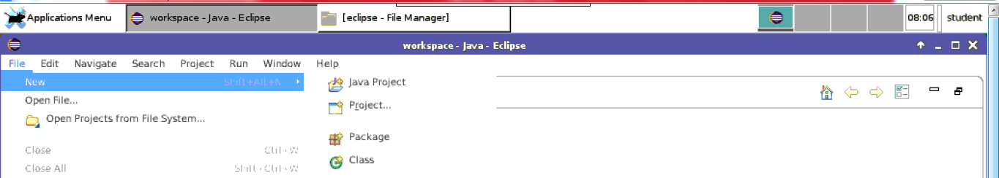 Applications Menu workspace - Java - Eclipse [eclipse - File Manager] 08:06 student
workspace - Java - Eclipse
File Edit Navigate Search Project Run Window Help
New Shift+Alt+N Java Project
Open File...
Project...
Open Projects from File System...
Package
Close Ctrl+W
Class
Close All Shift+Ctrl+W